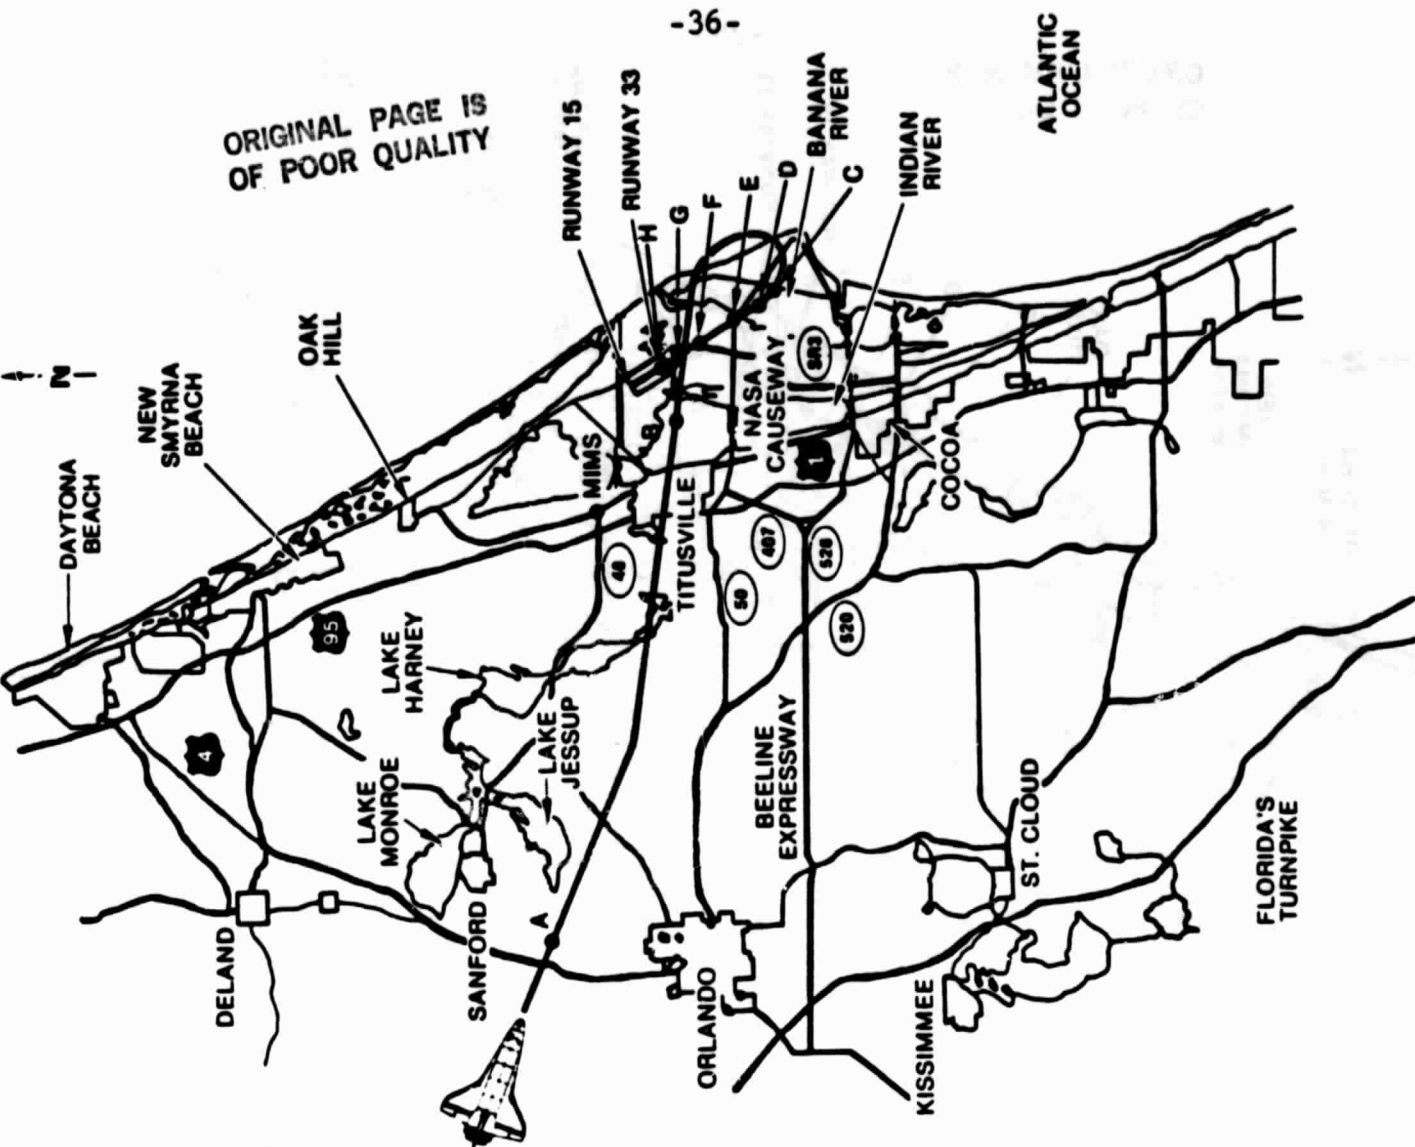 -36-
ORIGINAL PAGE IS
OF POOR QUALITY
N
DAYTONA
BEACH
NEW
SMYRNA
BEACH
OAK
HILL
RUNWAY 15
RUNWAY 33
H
G
F
E
D
BANANA
RIVER
C
INDIAN
RIVER
ATLANTIC
OCEAN
95
4
MIMS
B
NASA
CAUSEWAY
SR3
1
COCOA
46
TITUSVILLE
50
407
528
520
LAKE
HARNEY
LAKE
MONROE
LAKE
JESSUP
BEELINE
EXPRESSWAY
DELAND
SANFORD
A
ORLANDO
ST. CLOUD
KISSIMMEE
FLORIDA'S
TURNPIKE